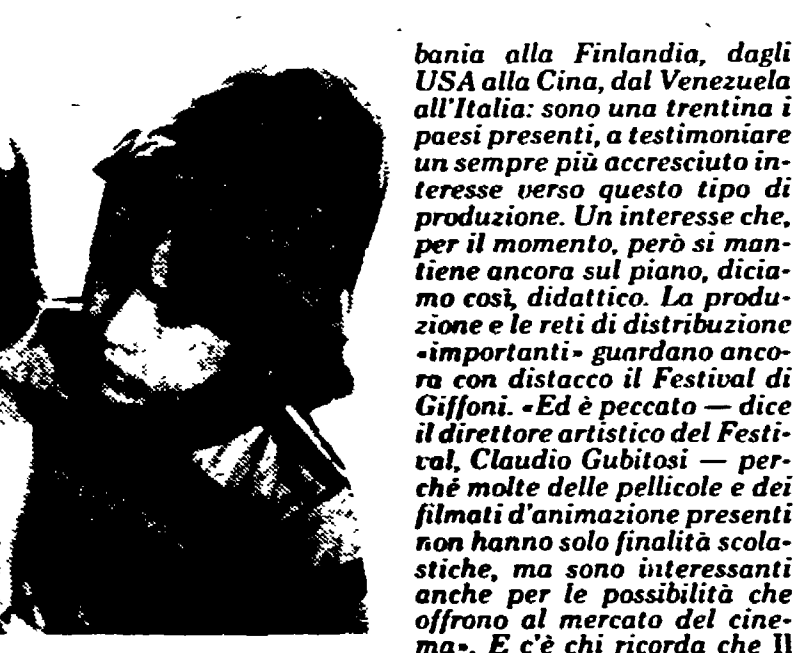 bania alla Finlandia, dagli
USA alla Cina, dal Venezuela
all'Italia: sono una trentina i
paesi presenti, a testimoniare
un sempre più accresciuto in-
teresse verso questo tipo di
produzione. Un interesse che,
per il momento, però si man-
tiene ancora sul piano, dicia-
mo così, didattico. La produ-
zione e le reti di distribuzione
«importanti» guardano anco-
ra con distacco il Festival di
Giffoni. «Ed è peccato — dice
il direttore artistico del Festi-
val, Claudio Gubitosi — per-
ché molte delle pellicole e dei
filmati d'animazione presenti
non hanno solo finalità scola-
stiche, ma sono interessanti
anche per le possibilità che
offrono al mercato del cine-
ma». E c'è chi ricorda che Il